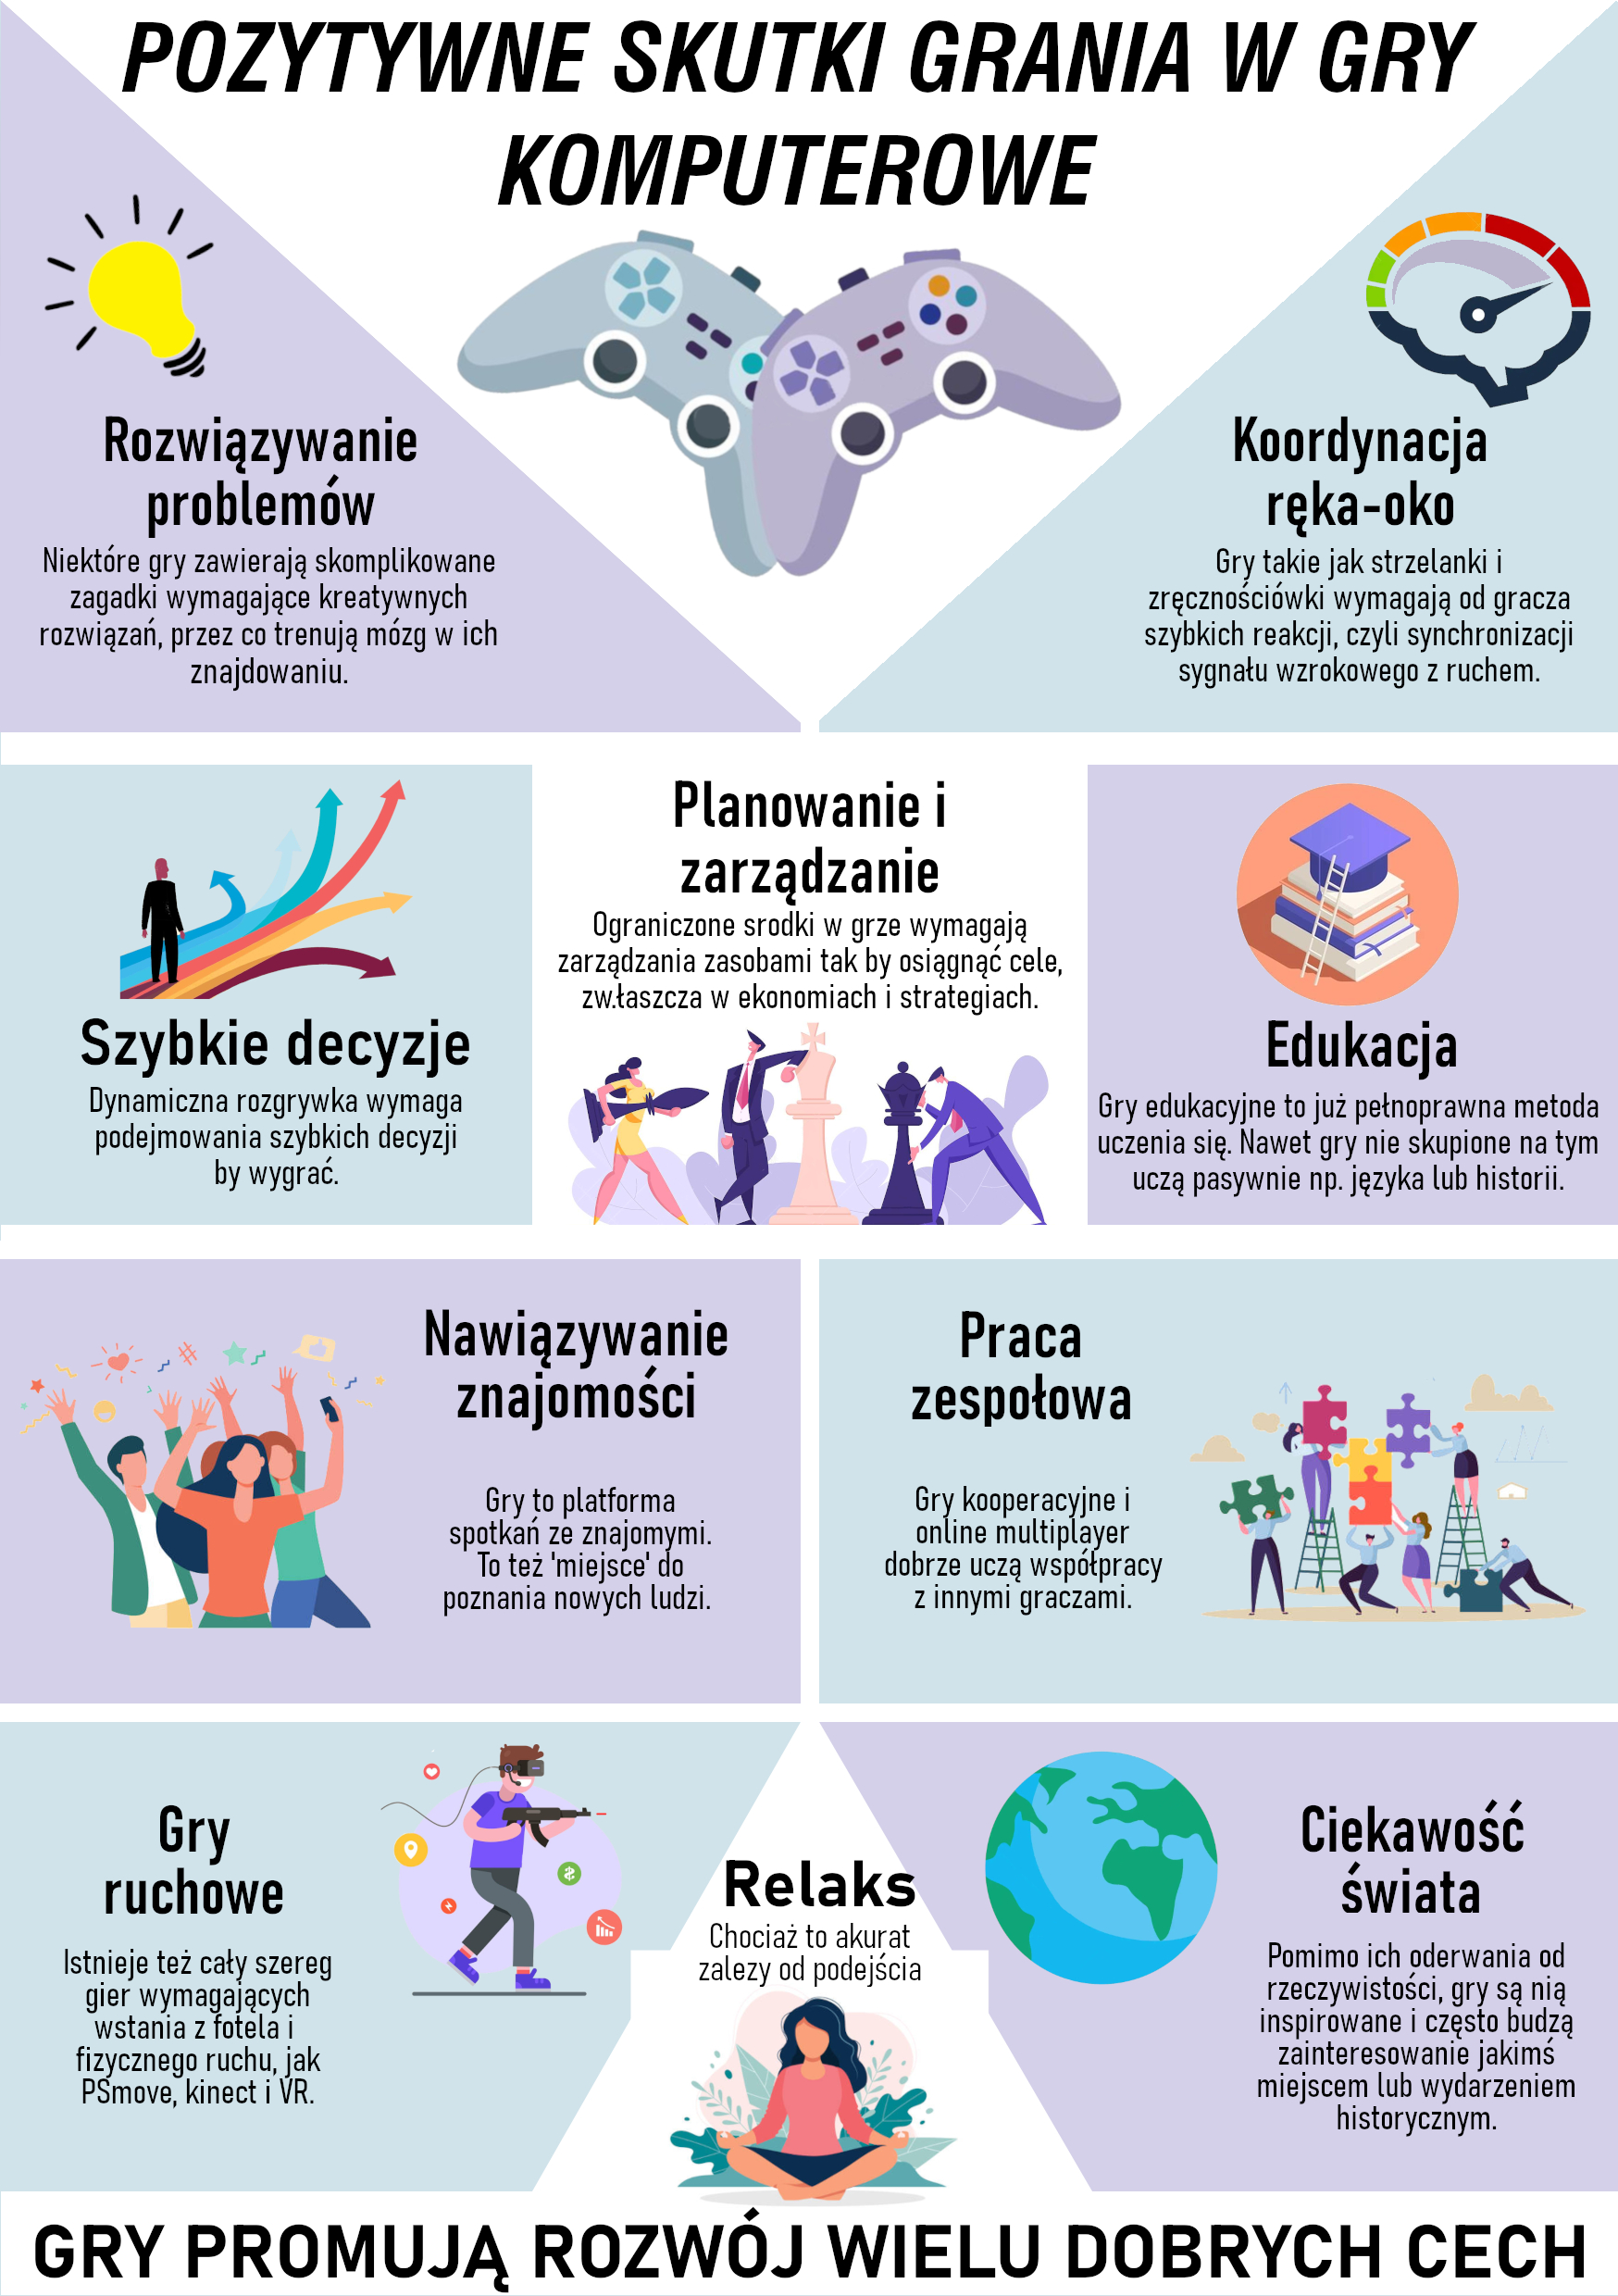 POZYTYWNE SKUTKI GRANIA W GRY
KOMPUTEROWE
Rozwiązywanie
problemów
Niektóre gry zawierają skomplikowane
zagadki wymagające kreatywnych
rozwiązań, przez co trenują mózg w ich
znajdowaniu.
Koordynacja
ręka-oko
Gry takie jak strzelanki i
zręcznościówki wymagają od gracza
szybkich reakcji, czyli synchronizacji
sygnału wzrokowego z ruchem.
Szybkie decyzje
Dynamiczna rozgrywka wymaga
podejmowania szybkich decyzji
by wygrać.
Planowanie i
zarządzanie
Ograniczone srodki w grze wymagają
zarządzania zasobami tak by osiągnąć cele,
zw.łaszcza w ekonomiach i strategiach.
Edukacja
Gry edukacyjne to już pełnoprawna metoda
uczenia się. Nawet gry nie skupione na tym
uczą pasywnie np. języka lub historii.
Nawiązywanie
znajomości
Gry to platforma
spotkań ze znajomymi.
To też 'miejsce' do
poznania nowych ludzi.
Praca
zespołowa
Gry kooperacyjne i
online multiplayer
dobrze uczą współpracy
z innymi graczami.
Gry
ruchowe
Istnieje też cały szereg
gier wymagających
wstania z fotela i
fizycznego ruchu, jak
PSmove, kinect i VR.
Relaks
Chociaż to akurat
zalezy od podejścia
Ciekawość
świata
Pomimo ich oderwania od
rzeczywistości, gry są nią
inspirowane i często budzą
zainteresowanie jakimś
miejscem lub wydarzeniem
historycznym.
GRY PROMUJĄ ROZWÓJ WIELU DOBRYCH CECH